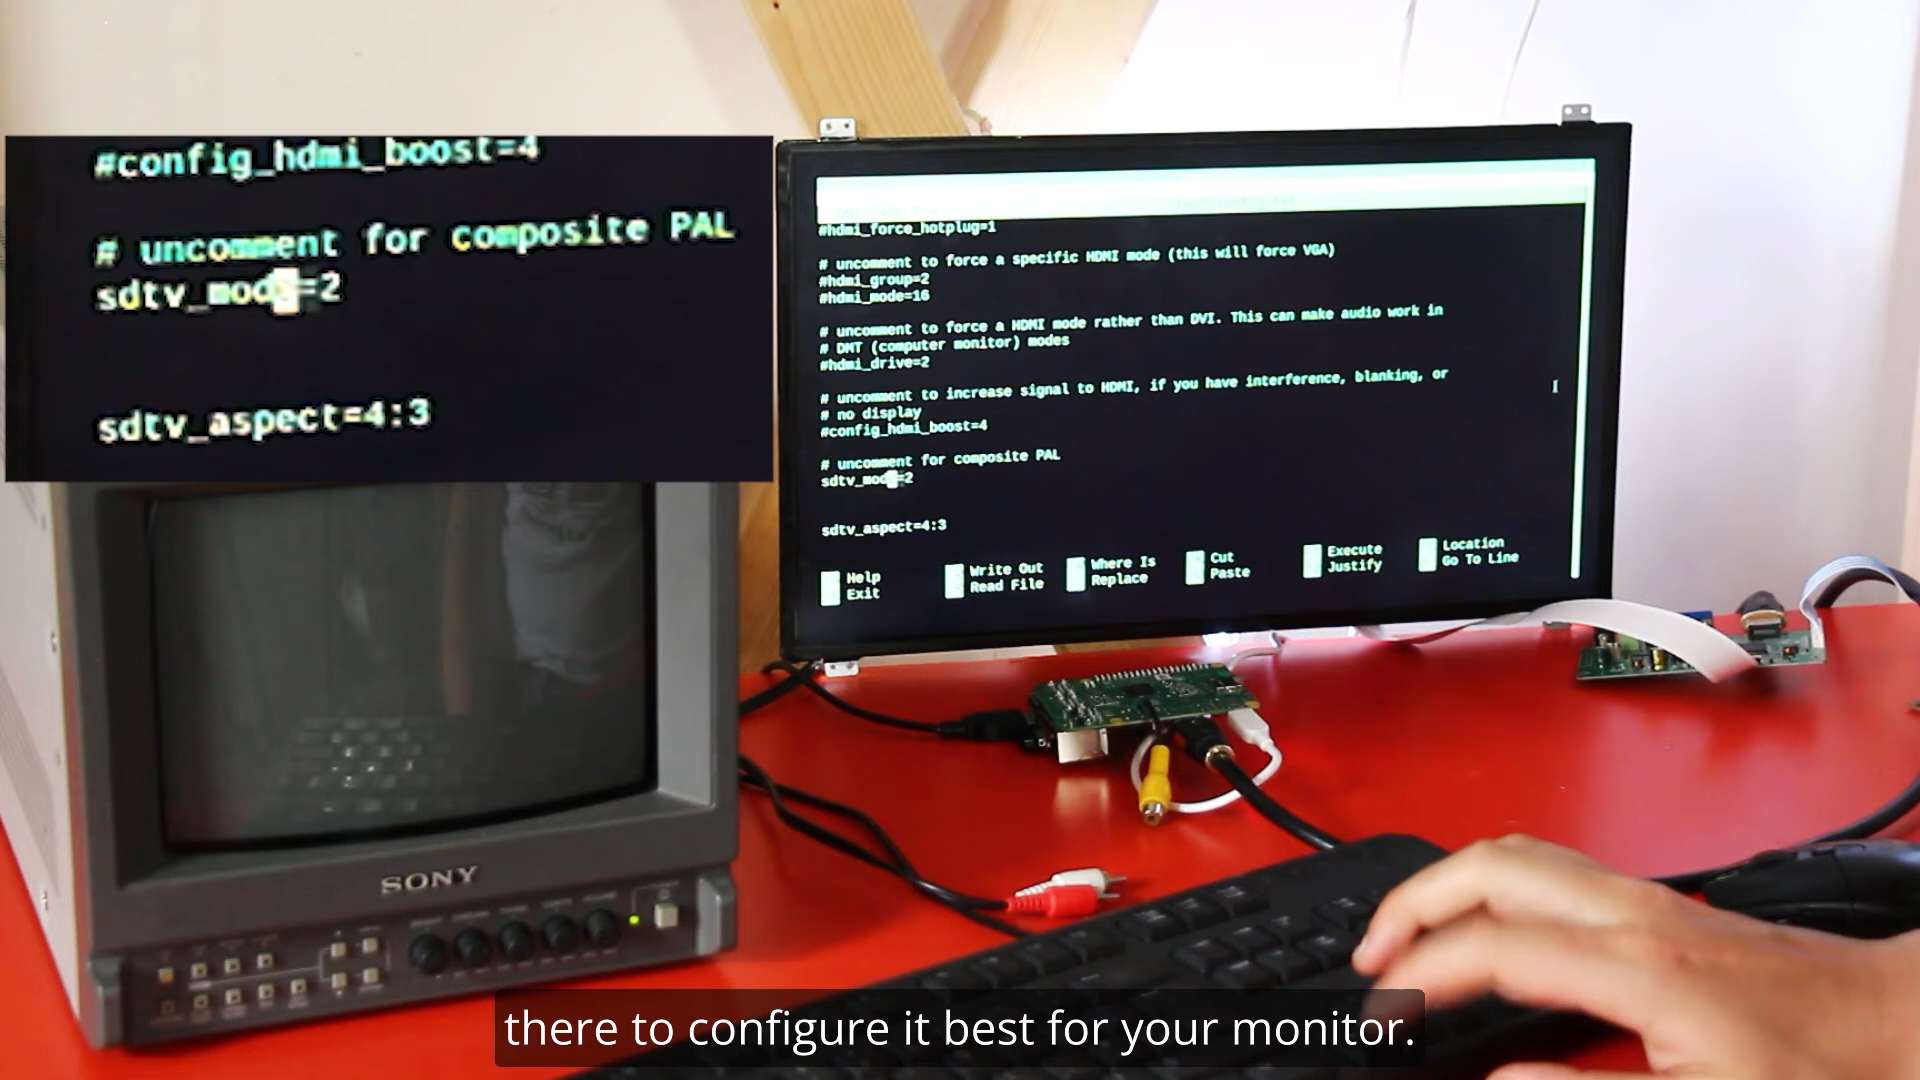 #config_hdmi_boost=4
# uncomment for composite PAL
sdtv_mode=2
sdtv_aspect=4:3
#hdmi_force_hotplug=1
# uncomment to force a specific HDMI mode (this will force VGA)
#hdmi_group=2
#hdmi_mode=16
# uncomment to force a HDMI mode rather than DVI. This can make audio work in
# DMT (computer monitor) modes
#hdmi_drive=2
# uncomment to increase signal to HDMI, if you have interference, blanking, or
# no display
#config_hdmi_boost=4
# uncomment for composite PAL
sdtv_mode=2
sdtv_aspect=4:3
Help Write Out Where Is Cut Execute Location
Exit Read File Replace Paste Justify Go To Line
SONY
there to configure it best for your monitor.